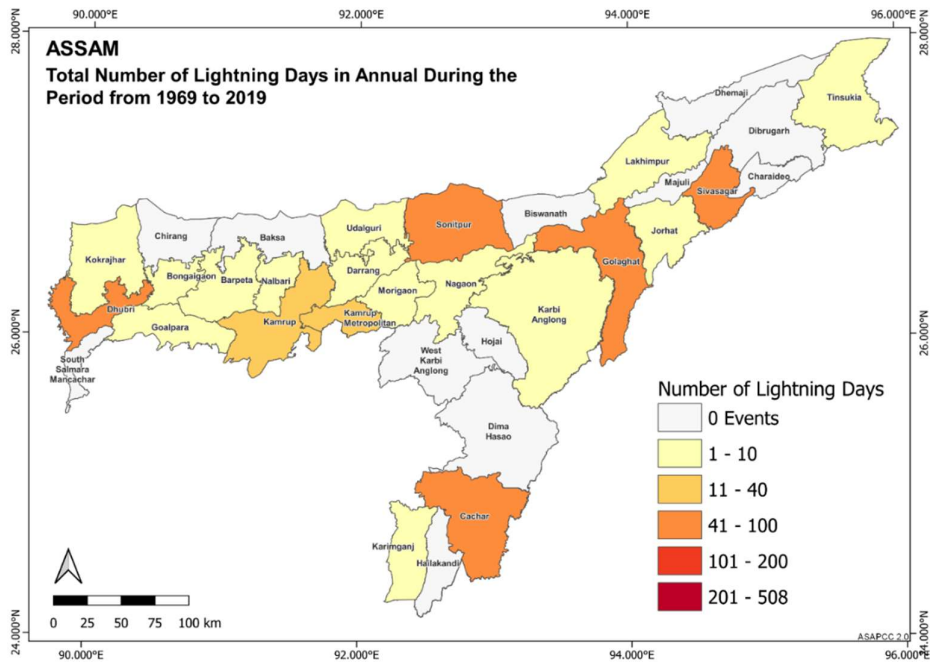 90.000°E 92.000°E 94.000°E 96.000°E
28.000°N 28.000°N
ASSAM
Total Number of Lightning Days in Annual During the
Period from 1969 to 2019
Dhemaji
Tinsukia
Dibrugarh
Lakhimpur
Charaideo
Majuli
Sivasagar
Biswanath
Sonitpur
Udalguri
Jorhat
Chirang
Baksa
Kokrajhar
Golaghat
Darrang
Bongaigaon
Barpeta
Nalbari
Nagaon
Morigaon
Dhubri
Karbi
Anglong
Kamrup
Kamrup
Metropolitan
Goalpara
26.000°N 26.000°N
Hojai
South
Salmara
Mancachar
West
Karbi
Anglong
Dima
Hasao
Cachar
Karimganj
Hailakandi
Number of Lightning Days
0 Events
1 - 10
11 - 40
41 - 100
101 - 200
201 - 508
0 25 50 75 100 km
ASAPCC 2.0
24.000°N 24.000°N
90.000°E 92.000°E 94.000°E 96.000°E